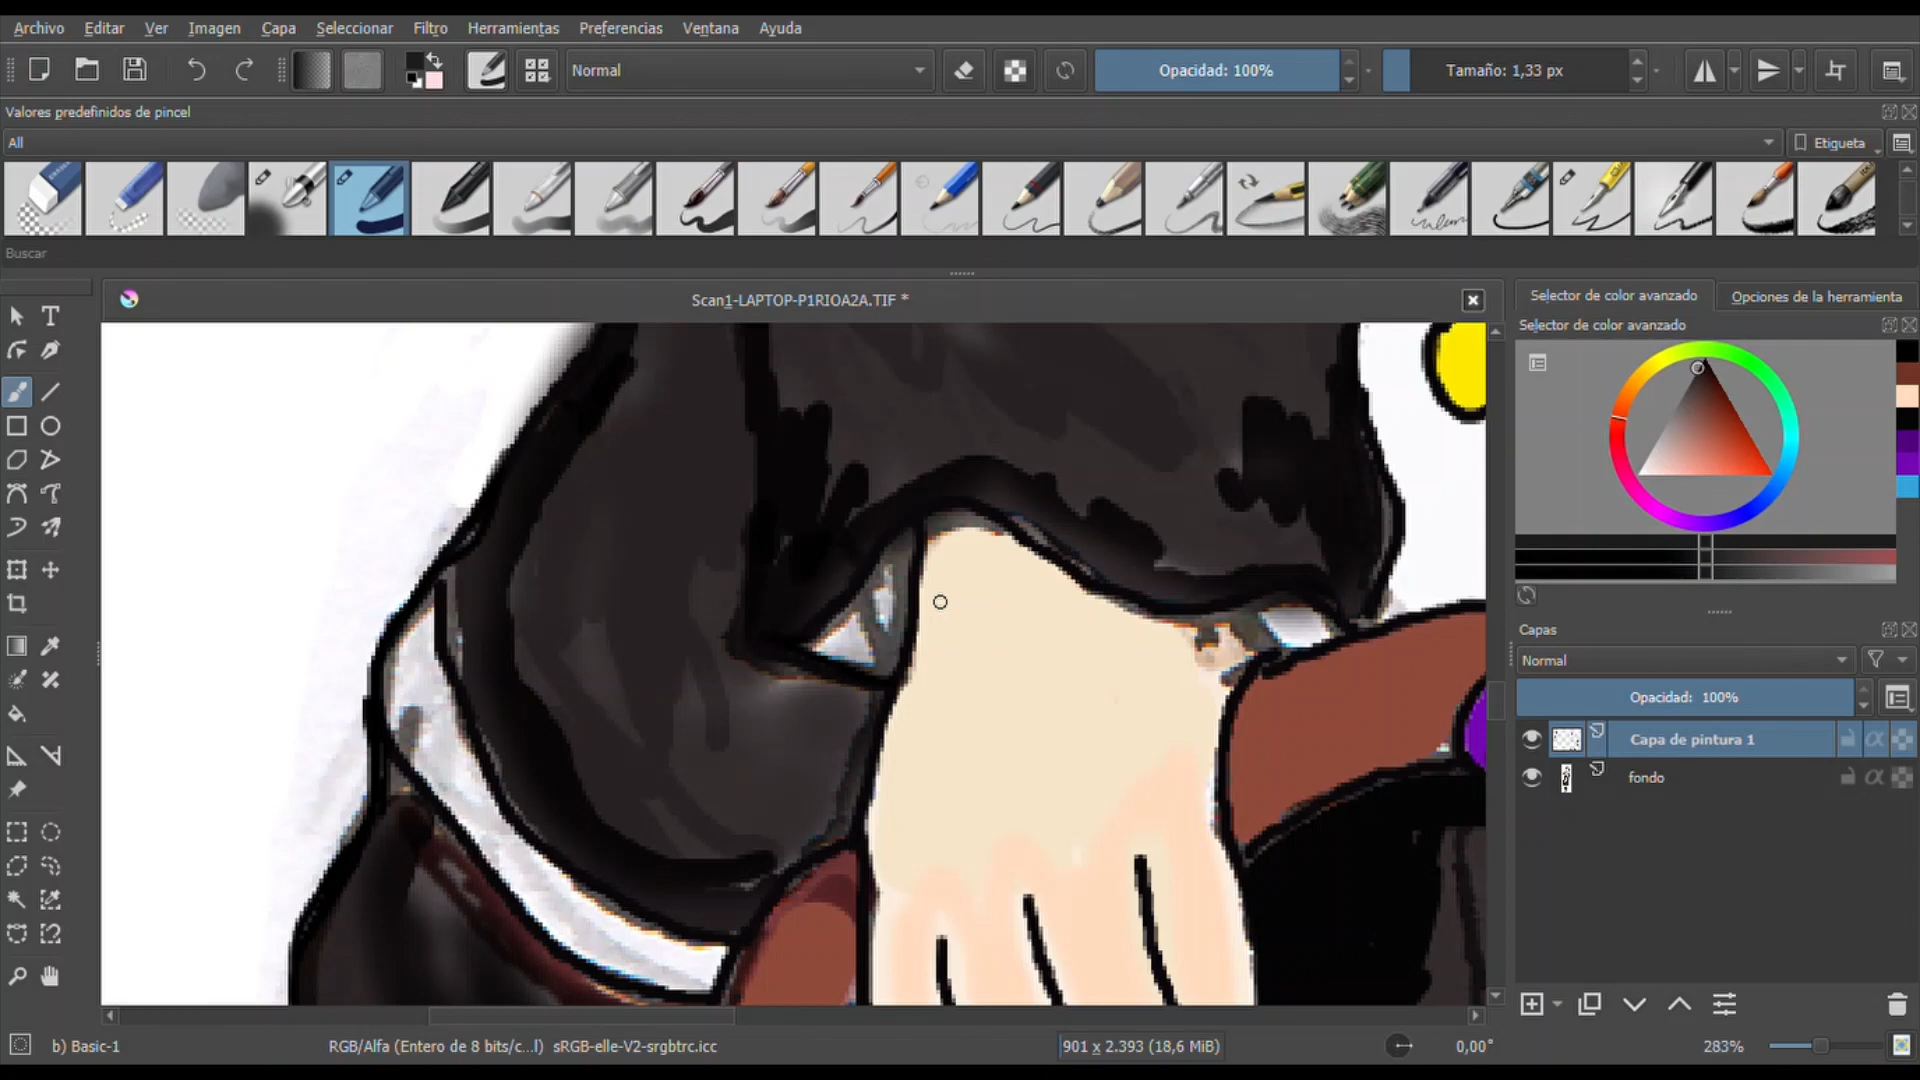 Archivo Editar Ver Imagen Capa Seleccionar Filtro Herramientas Preferencias Ventana Ayuda
Normal Opacidad: 100% Tamaño: 1,33 px
Valores predefinidos de pincel
All Etiqueta
Buscar
Scan1-LAPTOP-P1RIOA2A.TIF *
Selector de color avanzado Opciones de la herramienta
Selector de color avanzado
Capas
Normal
Opacidad: 100%
Capa de pintura 1
fondo
b) Basic-1 RGB/Alfa (Entero de 8 bits/c...l) sRGB-elle-V2-srgbtrc.icc 901 x 2.393 (18,6 MiB) 0,00° 283%